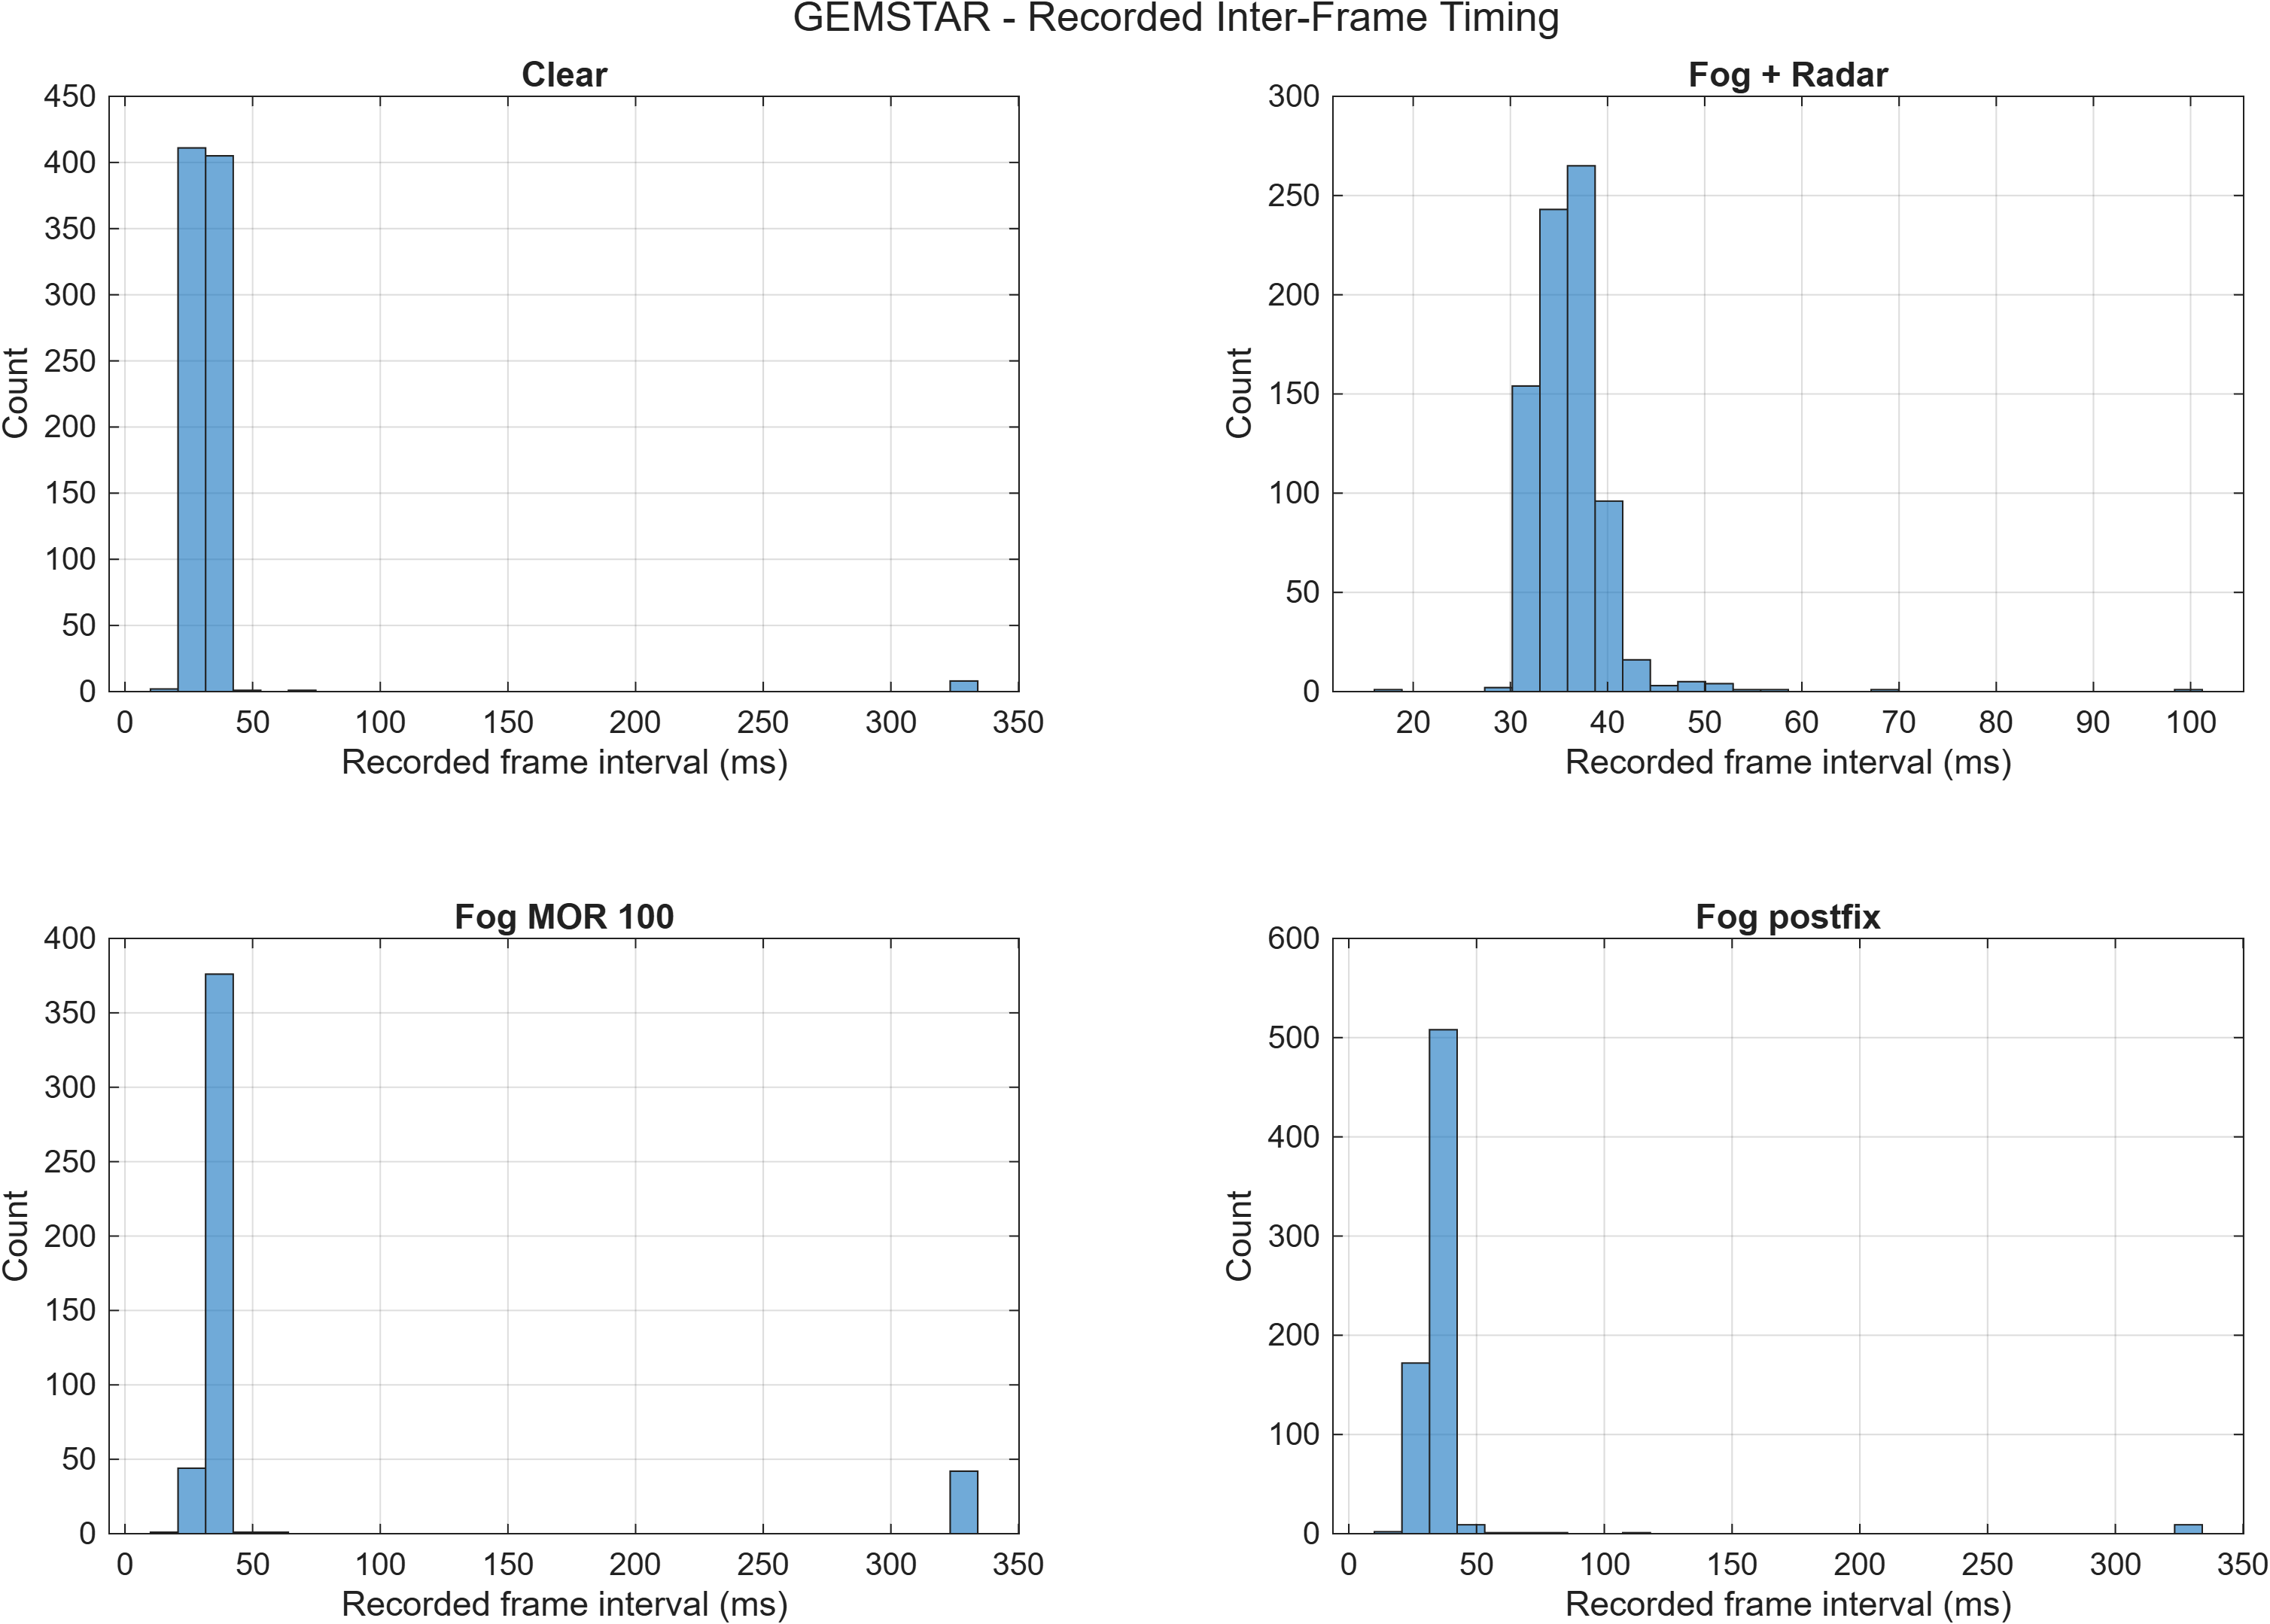 GEMSTAR - Recorded Inter-Frame Timing
Clear
450
400
350
300
250
200
150
100
50
0
Count
0 50 100 150 200 250 300 350
Recorded frame interval (ms)
Fog + Radar
300
250
200
150
100
50
0
Count
20 30 40 50 60 70 80 90 100
Recorded frame interval (ms)
Fog MOR 100
400
350
300
250
200
150
100
50
0
Count
0 50 100 150 200 250 300 350
Recorded frame interval (ms)
Fog postfix
600
500
400
300
200
100
0
Count
0 50 100 150 200 250 300 350
Recorded frame interval (ms)